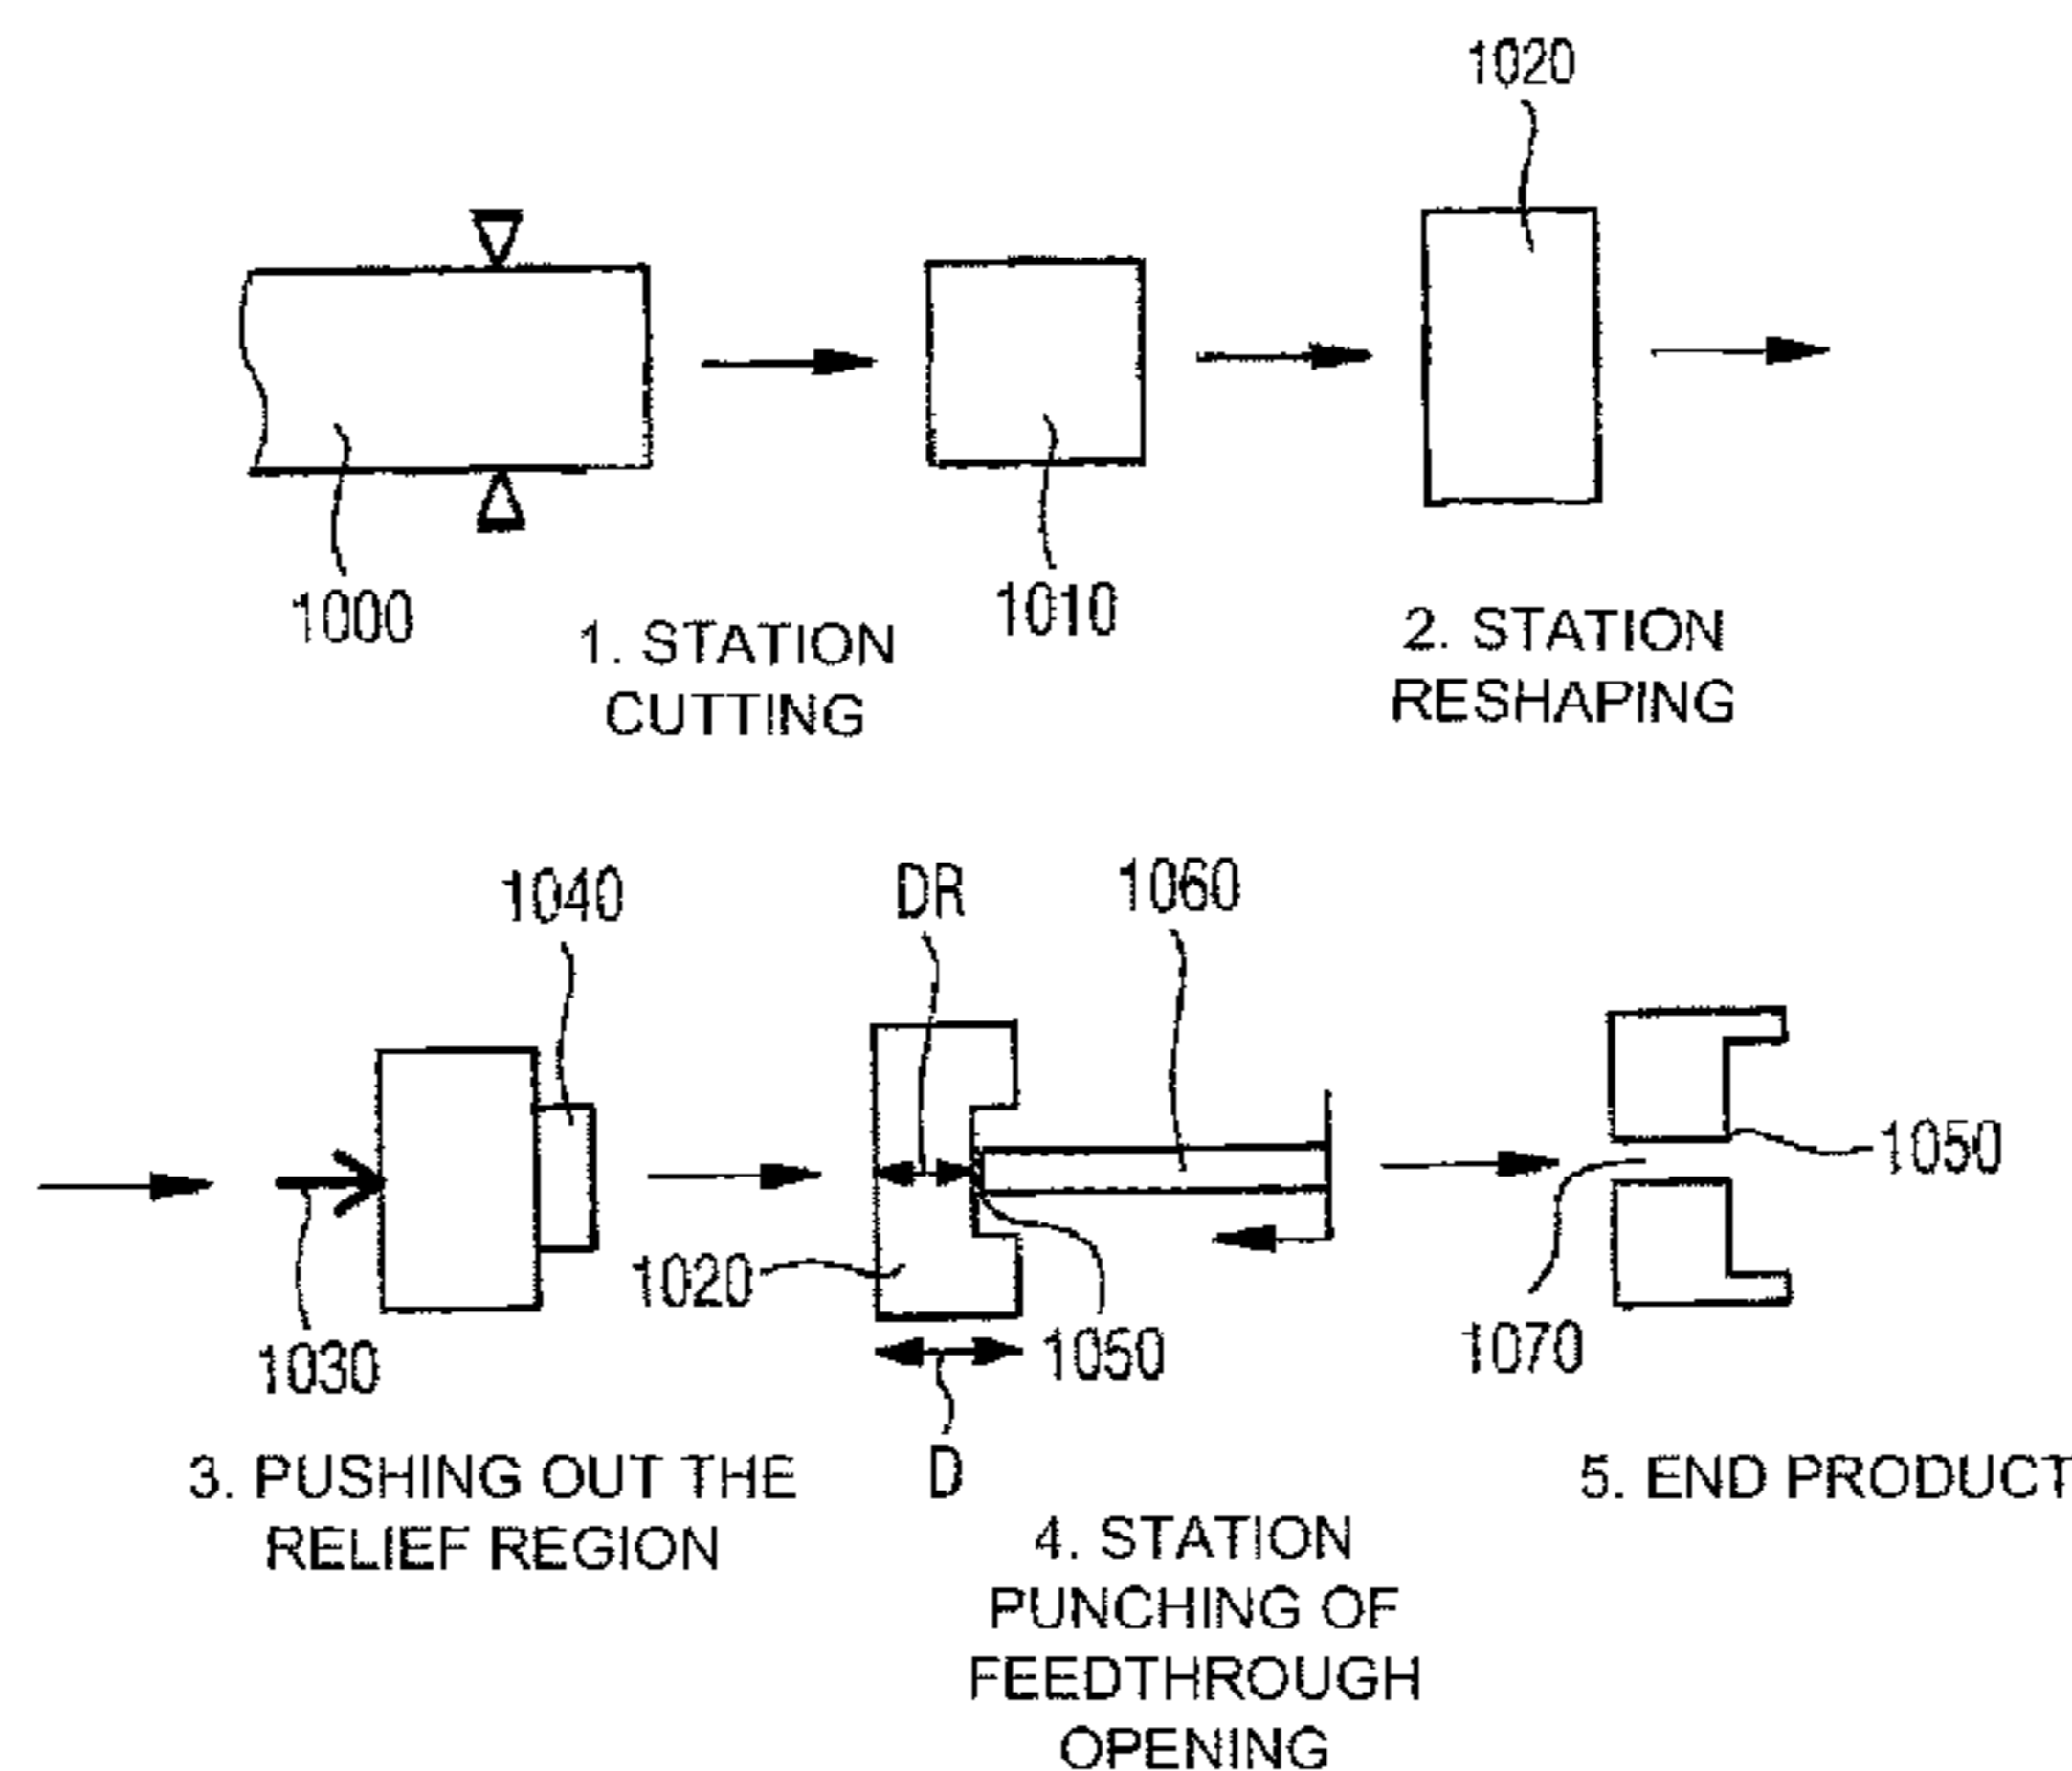 1020
1000
1010
1. STATION
CUTTING
2. STATION
RESHAPING
1040
DR
1060
1050
1020
1050
1030
1070
D
3. PUSHING OUT THE
RELIEF REGION
4. STATION
PUNCHING OF
FEEDTHROUGH
OPENING
5. END PRODUCT